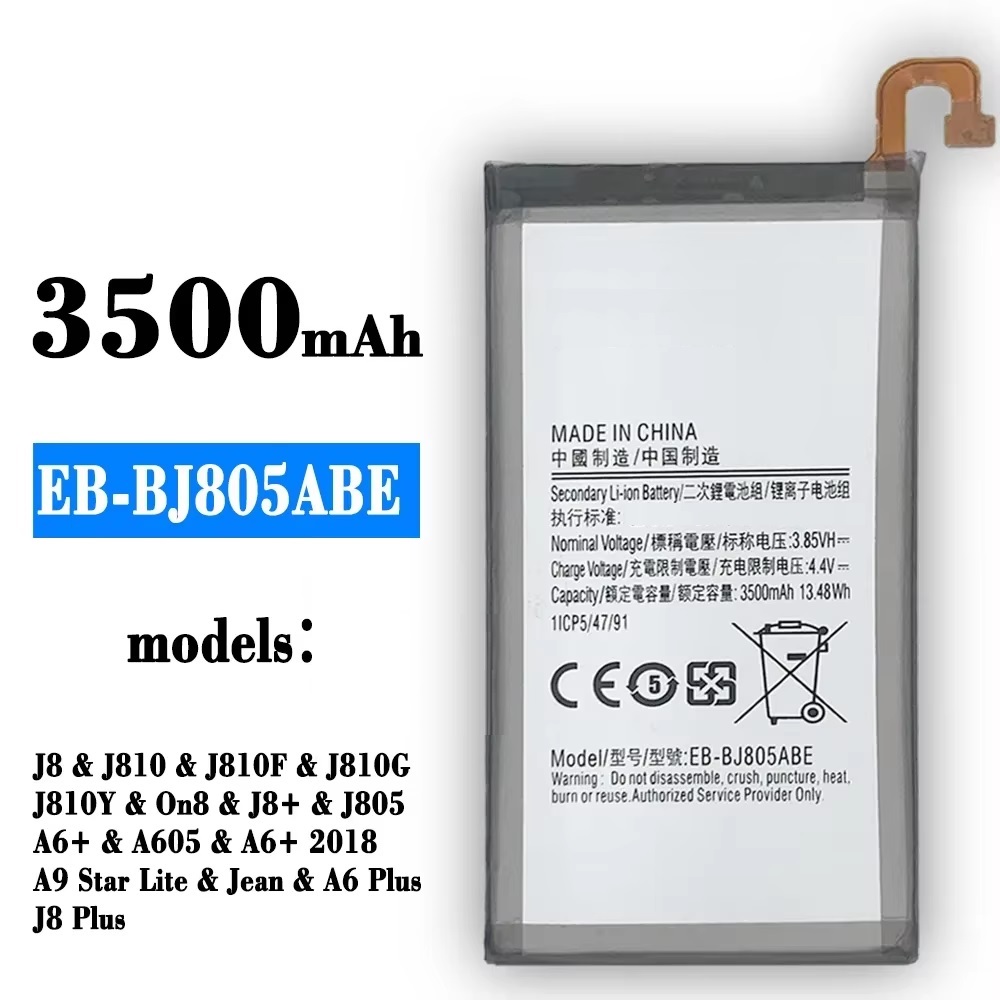 3500mAh
EB-BJ805ABE
models:
J8 & J810 & J810F & J810G
J810Y & On8 & J8+ & J805
A6+ & A605 & A6+ 2018
A9 Star Lite & Jean & A6 Plus
J8 Plus
MADE IN CHINA
中國制造/中国制造
Secondary Li-ion Battery/二次鋰電池組/锂离子电池组
执行标准:
Nominal Voltage/標稱電壓/标称电压: 3.85VH⎓
Charge Voltage/充電限制電壓/充电限制电压: 4.4V⎓
Capacity/額定電容量/额定容量: 3500mAh 13.48Wh
1ICP5/47/91
CE 5
Model/型号/型號:EB-BJ805ABE
Warning : Do not disassemble, crush, puncture, heat,
burn or reuse.Authorized Service Provider Only.